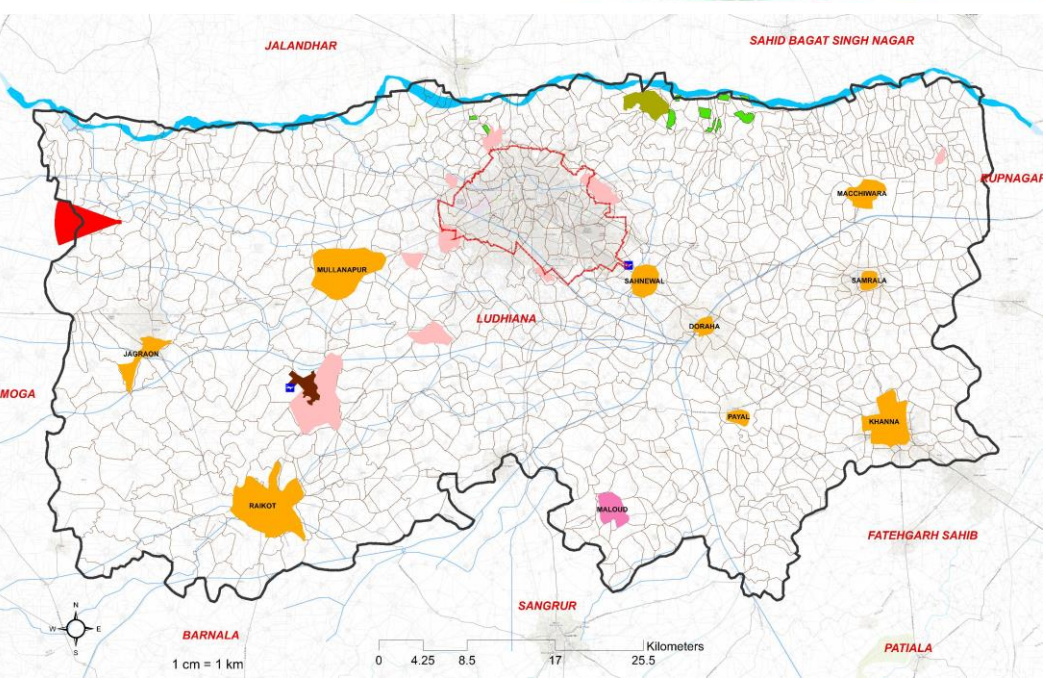 SAHID BAGAT SINGH NAGAR
JALANDHAR
RUPNAGAR
MACCHIWARA
MULLANAPUR
SAHNEWAL
SAMRALA
LUDHIANA
DORAHA
JAGRAON
MOGA
PAYAL
KHANNA
RAIKOT
MALOUD
FATEHGARH SAHIB
N
W
E
S
SANGRUR
BARNALA
Kilometers
PATIALA
1 cm = 1 km
0 4.25 8.5 17 25.5